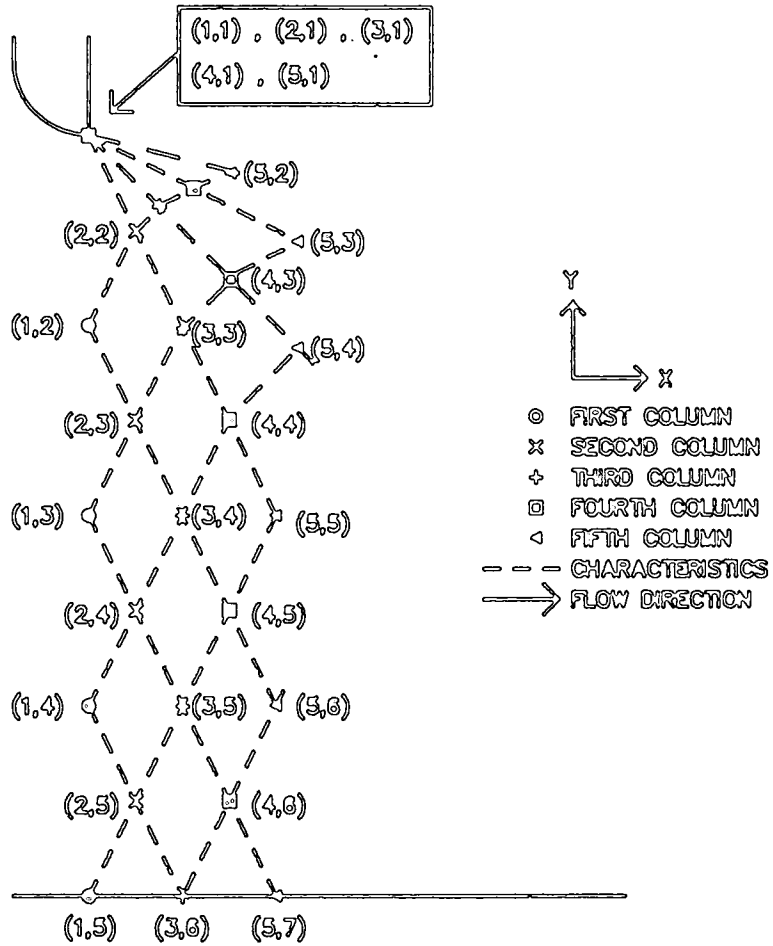 (1,1) , (2,1) , (3,1)
(4,1) , (5,1)
(5,2)
(2,2)
(5,3)
(4,3)
(1,2)
(3,3)
(5,4)
(2,3)
(4,4)
(1,3)
(3,4)
(5,5)
(2,4)
(4,5)
(1,4)
(3,5)
(5,6)
(2,5)
(4,6)
(1,5)
(3,6)
(5,7)
Y
X
FIRST COLUMN
SECOND COLUMN
THIRD COLUMN
FOURTH COLUMN
FIFTH COLUMN
CHARACTERISTICS
FLOW DIRECTION